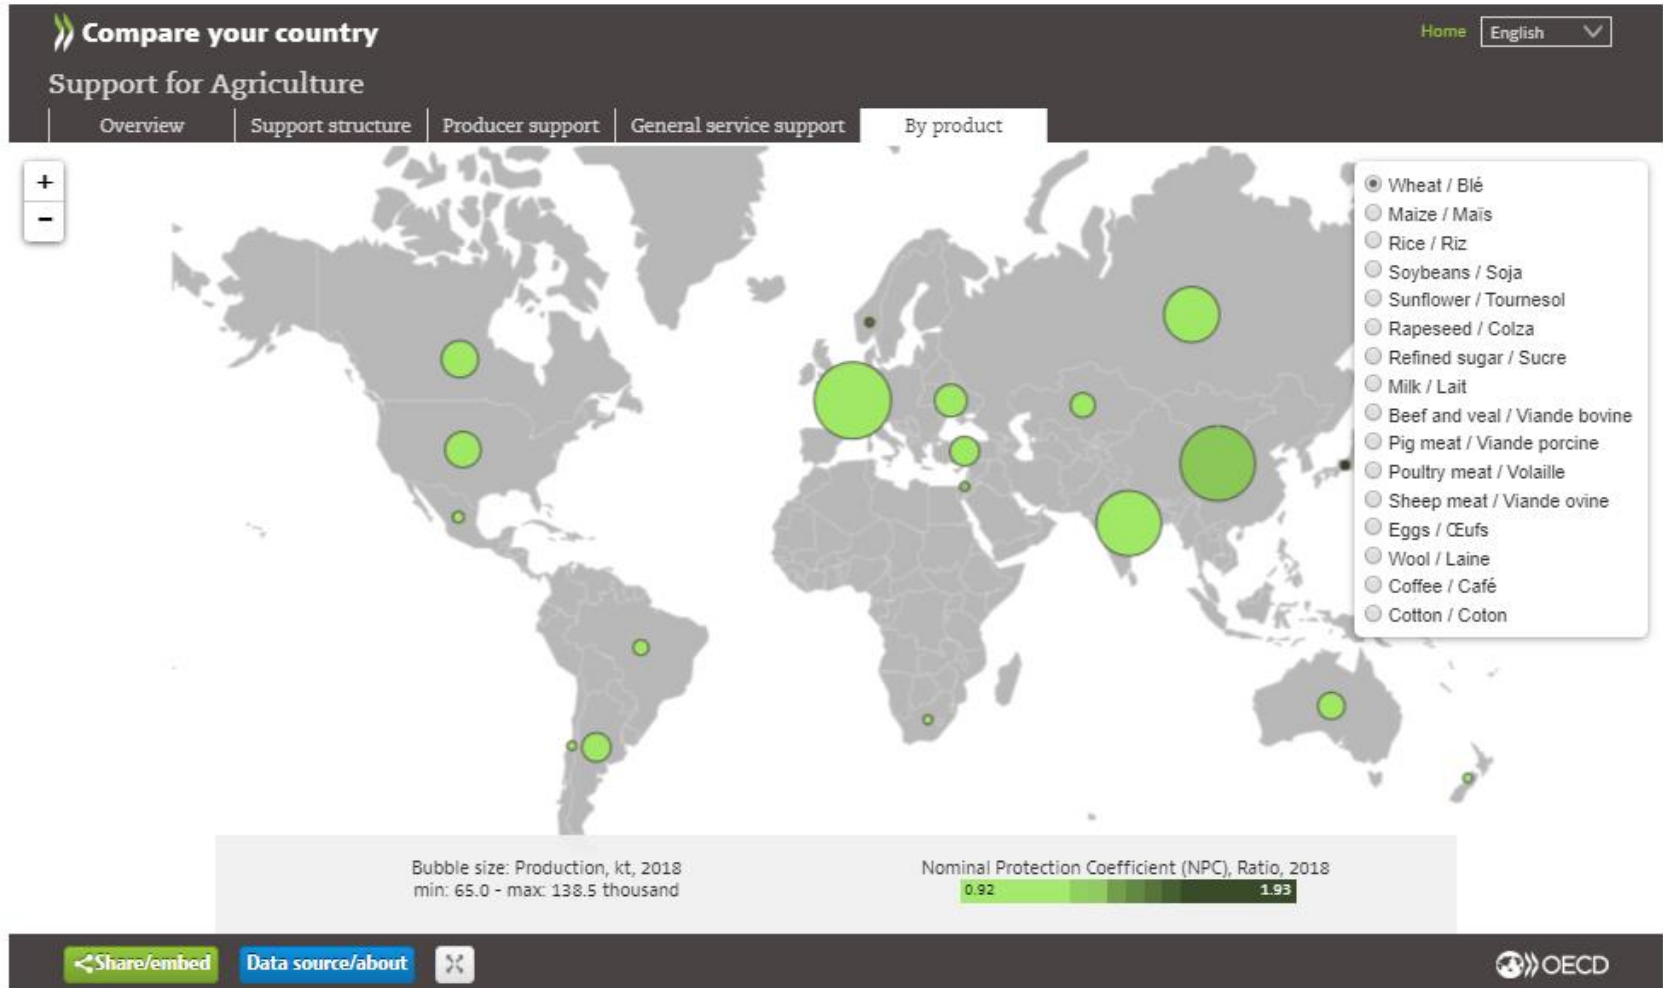 Compare your country
Home
English
Support for Agriculture
Overview
Support structure
Producer support
General service support
By product
+
−
Wheat / Blé
Maize / Maïs
Rice / Riz
Soybeans / Soja
Sunflower / Tournesol
Rapeseed / Colza
Refined sugar / Sucre
Milk / Lait
Beef and veal / Viande bovine
Pig meat / Viande porcine
Poultry meat / Volaille
Sheep meat / Viande ovine
Eggs / Œufs
Wool / Laine
Coffee / Café
Cotton / Coton
Bubble size: Production, kt, 2018
min: 65.0 - max: 138.5 thousand
Nominal Protection Coefficient (NPC), Ratio, 2018
0.92
1.93
Share/embed
Data source/about
OECD